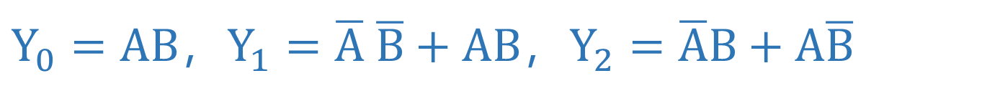 Y₀ = AB, Y₁ = A̅ B̅ + AB, Y₂ = A̅B + AB̅